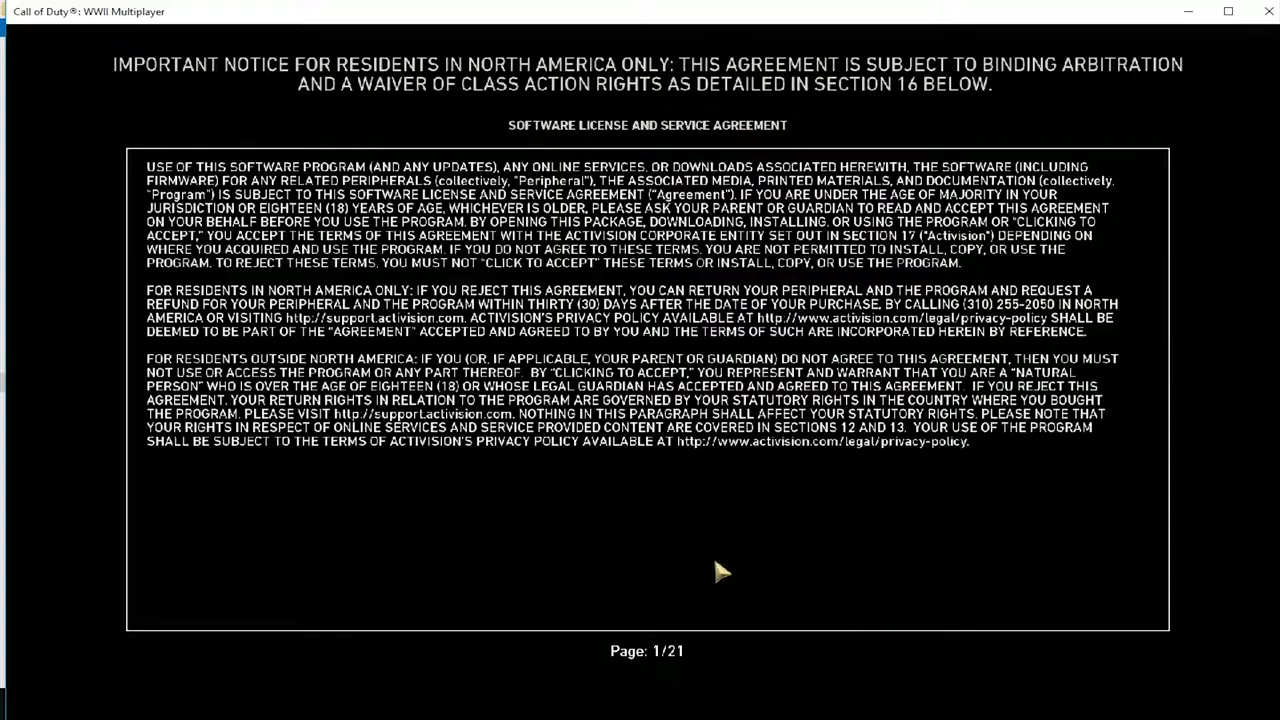 Call of Duty®: WWII Multiplayer
IMPORTANT NOTICE FOR RESIDENTS IN NORTH AMERICA ONLY: THIS AGREEMENT IS SUBJECT TO BINDING ARBITRATION
AND A WAIVER OF CLASS ACTION RIGHTS AS DETAILED IN SECTION 16 BELOW.
SOFTWARE LICENSE AND SERVICE AGREEMENT
USE OF THIS SOFTWARE PROGRAM (AND ANY UPDATES), ANY ONLINE SERVICES, OR DOWNLOADS ASSOCIATED HEREWITH, THE SOFTWARE (INCLUDING
FIRMWARE) FOR ANY RELATED PERIPHERALS (collectively, "Peripheral"), THE ASSOCIATED MEDIA, PRINTED MATERIALS, AND DOCUMENTATION (collectively,
"Program") IS SUBJECT TO THIS SOFTWARE LICENSE AND SERVICE AGREEMENT ("Agreement"). IF YOU ARE UNDER THE AGE OF MAJORITY IN YOUR
JURISDICTION OR EIGHTEEN (18) YEARS OF AGE, WHICHEVER IS OLDER, PLEASE ASK YOUR PARENT OR GUARDIAN TO READ AND ACCEPT THIS AGREEMENT
ON YOUR BEHALF BEFORE YOU USE THE PROGRAM. BY OPENING THIS PACKAGE, DOWNLOADING, INSTALLING, OR USING THE PROGRAM OR “CLICKING TO
ACCEPT,” YOU ACCEPT THE TERMS OF THIS AGREEMENT WITH THE ACTIVISION CORPORATE ENTITY SET OUT IN SECTION 17 ("Activision") DEPENDING ON
WHERE YOU ACQUIRED AND USE THE PROGRAM. IF YOU DO NOT AGREE TO THESE TERMS, YOU ARE NOT PERMITTED TO INSTALL, COPY, OR USE THE
PROGRAM. TO REJECT THESE TERMS, YOU MUST NOT “CLICK TO ACCEPT” THESE TERMS OR INSTALL, COPY, OR USE THE PROGRAM.
FOR RESIDENTS IN NORTH AMERICA ONLY: IF YOU REJECT THIS AGREEMENT, YOU CAN RETURN YOUR PERIPHERAL AND THE PROGRAM AND REQUEST A
REFUND FOR YOUR PERIPHERAL AND THE PROGRAM WITHIN THIRTY (30) DAYS AFTER THE DATE OF YOUR PURCHASE, BY CALLING (310) 255-2050 IN NORTH
AMERICA OR VISITING http://support.activision.com. ACTIVISION'S PRIVACY POLICY AVAILABLE AT http://www.activision.com/legal/privacy-policy SHALL BE
DEEMED TO BE PART OF THE “AGREEMENT” ACCEPTED AND AGREED TO BY YOU AND THE TERMS OF SUCH ARE INCORPORATED HEREIN BY REFERENCE.
FOR RESIDENTS OUTSIDE NORTH AMERICA: IF YOU (OR, IF APPLICABLE, YOUR PARENT OR GUARDIAN) DO NOT AGREE TO THIS AGREEMENT, THEN YOU MUST
NOT USE OR ACCESS THE PROGRAM OR ANY PART THEREOF. BY “CLICKING TO ACCEPT,” YOU REPRESENT AND WARRANT THAT YOU ARE A “NATURAL
PERSON” WHO IS OVER THE AGE OF EIGHTEEN (18) OR WHOSE LEGAL GUARDIAN HAS ACCEPTED AND AGREED TO THIS AGREEMENT. IF YOU REJECT THIS
AGREEMENT, YOUR RETURN RIGHTS IN RELATION TO THE PROGRAM ARE GOVERNED BY YOUR STATUTORY RIGHTS IN THE COUNTRY WHERE YOU BOUGHT
THE PROGRAM. PLEASE VISIT http://support.activision.com. NOTHING IN THIS PARAGRAPH SHALL AFFECT YOUR STATUTORY RIGHTS. PLEASE NOTE THAT
YOUR RIGHTS IN RESPECT OF ONLINE SERVICES AND SERVICE PROVIDED CONTENT ARE COVERED IN SECTIONS 12 AND 13. YOUR USE OF THE PROGRAM
SHALL BE SUBJECT TO THE TERMS OF ACTIVISION'S PRIVACY POLICY AVAILABLE AT http://www.activision.com/legal/privacy-policy.
Page: 1/21